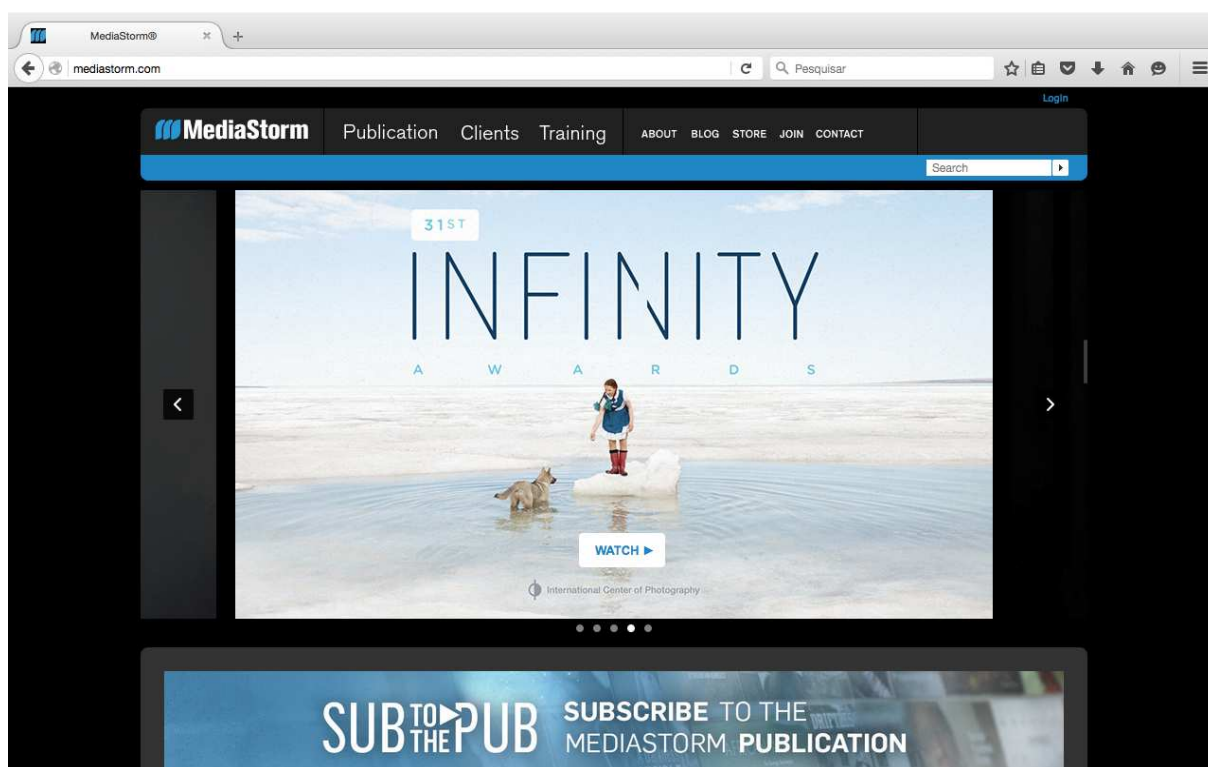 MediaStorm®
mediastorm.com
Pesquisar
Login
MediaStorm Publication Clients Training ABOUT BLOG STORE JOIN CONTACT
Search
31ST
INFINITY
AWARDS
WATCH
International Center of Photography
SUB TO THE PUB
SUBSCRIBE TO THE
MEDIASTORM PUBLICATION